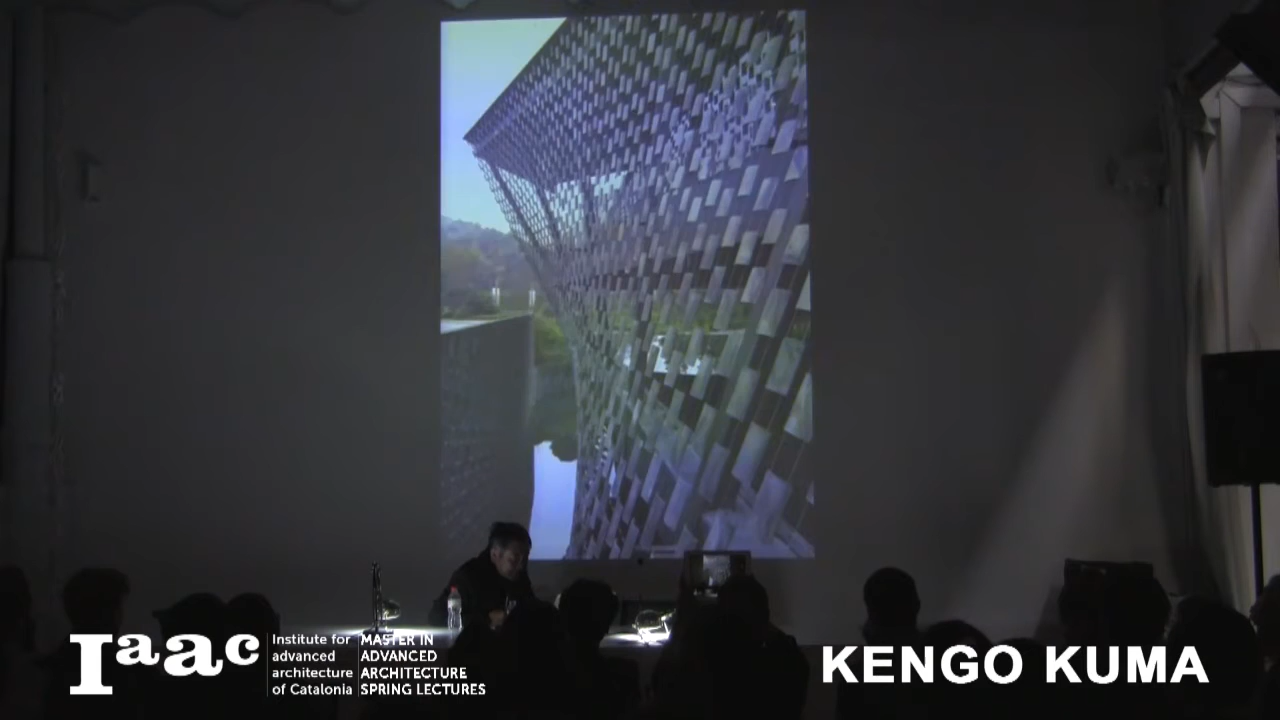 Iaac
Institute for
advanced
architecture
of Catalonia
MASTER IN
ADVANCED
ARCHITECTURE
SPRING LECTURES
KENGO KUMA